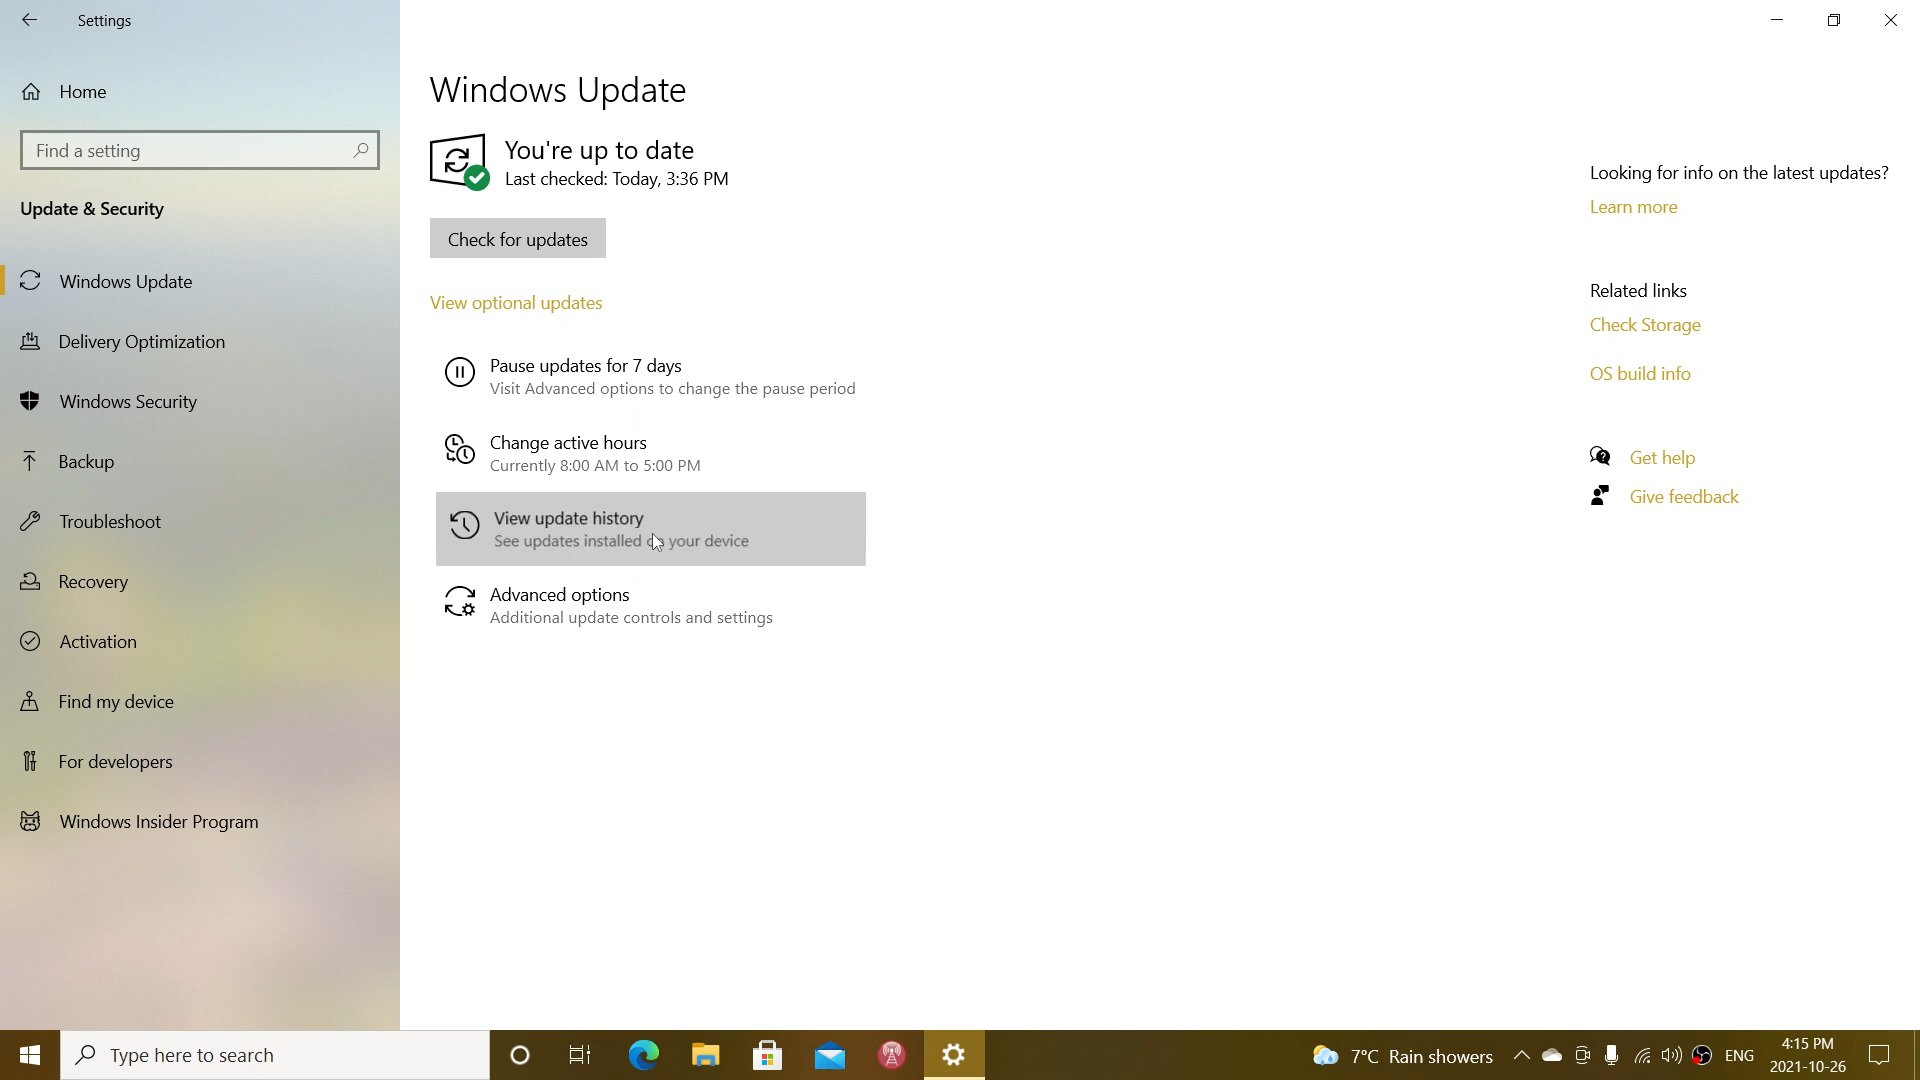 Settings
Home
Find a setting
Update & Security
Windows Update
Delivery Optimization
Windows Security
Backup
Troubleshoot
Recovery
Activation
Find my device
For developers
Windows Insider Program
Windows Update
You're up to date
Last checked: Today, 3:36 PM
Check for updates
View optional updates
Pause updates for 7 days
Visit Advanced options to change the pause period
Change active hours
Currently 8:00 AM to 5:00 PM
View update history
See updates installed on your device
Advanced options
Additional update controls and settings
Looking for info on the latest updates?
Learn more
Related links
Check Storage
OS build info
Get help
Give feedback
Type here to search
7°C Rain showers
ENG
4:15 PM
2021-10-26